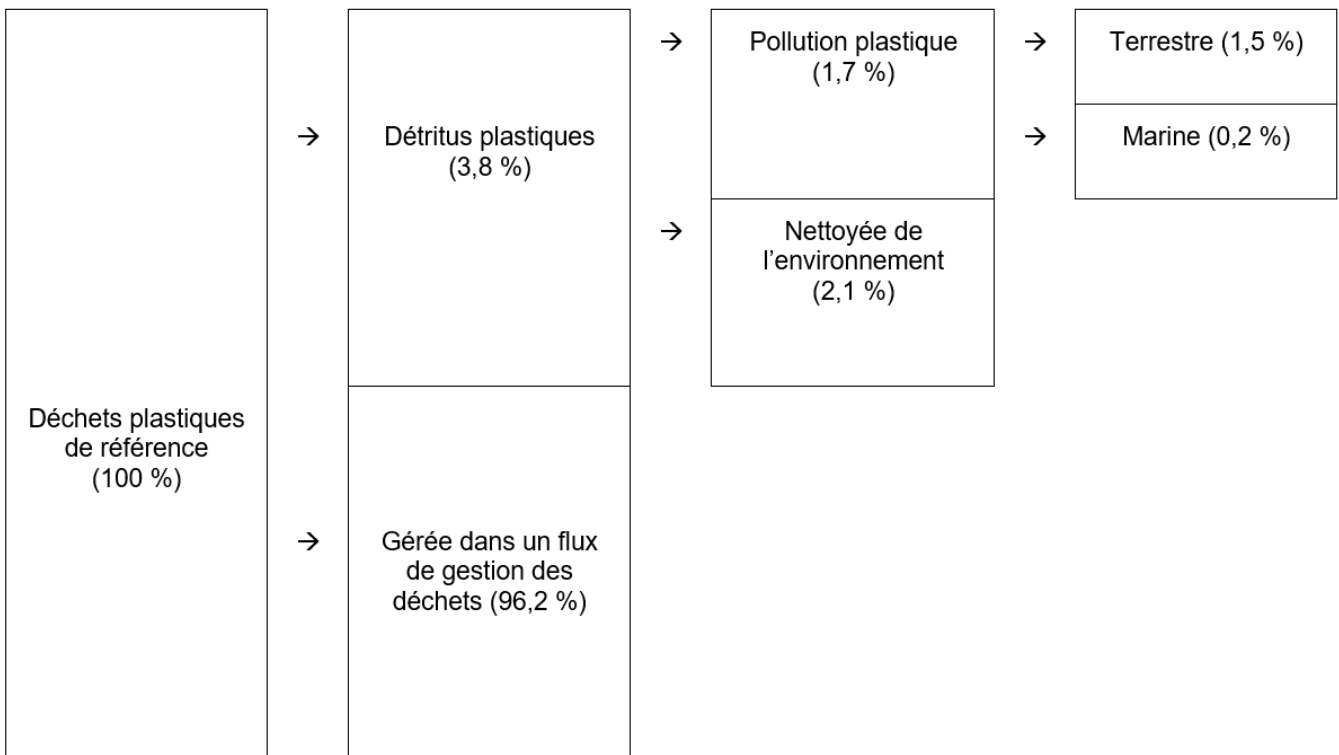 →
Pollution plastique
(1,7 %)
→
Terrestre (1,5 %)
→
Détritus plastiques
(3,8 %)
→
Marine (0,2 %)
→
Nettoyée de
l’environnement
(2,1 %)
Déchets plastiques
de référence
(100 %)
→
Gérée dans un flux
de gestion des
déchets (96,2 %)